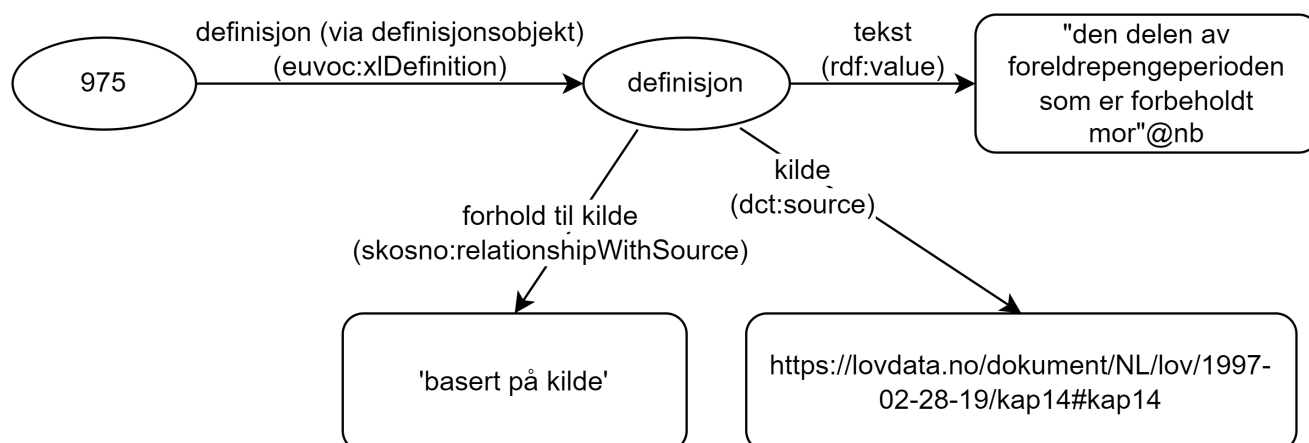 975
definisjon (via definisjonsobjekt)
(euvoc:xlDefinition)
definisjon
tekst
(rdf:value)
"den delen av
foreldrepengeperioden
som er forbeholdt
mor"@nb
forhold til kilde
(skosno:relationshipWithSource)
kilde
(dct:source)
'basert på kilde'
https://lovdata.no/dokument/NL/lov/1997-
02-28-19/kap14#kap14